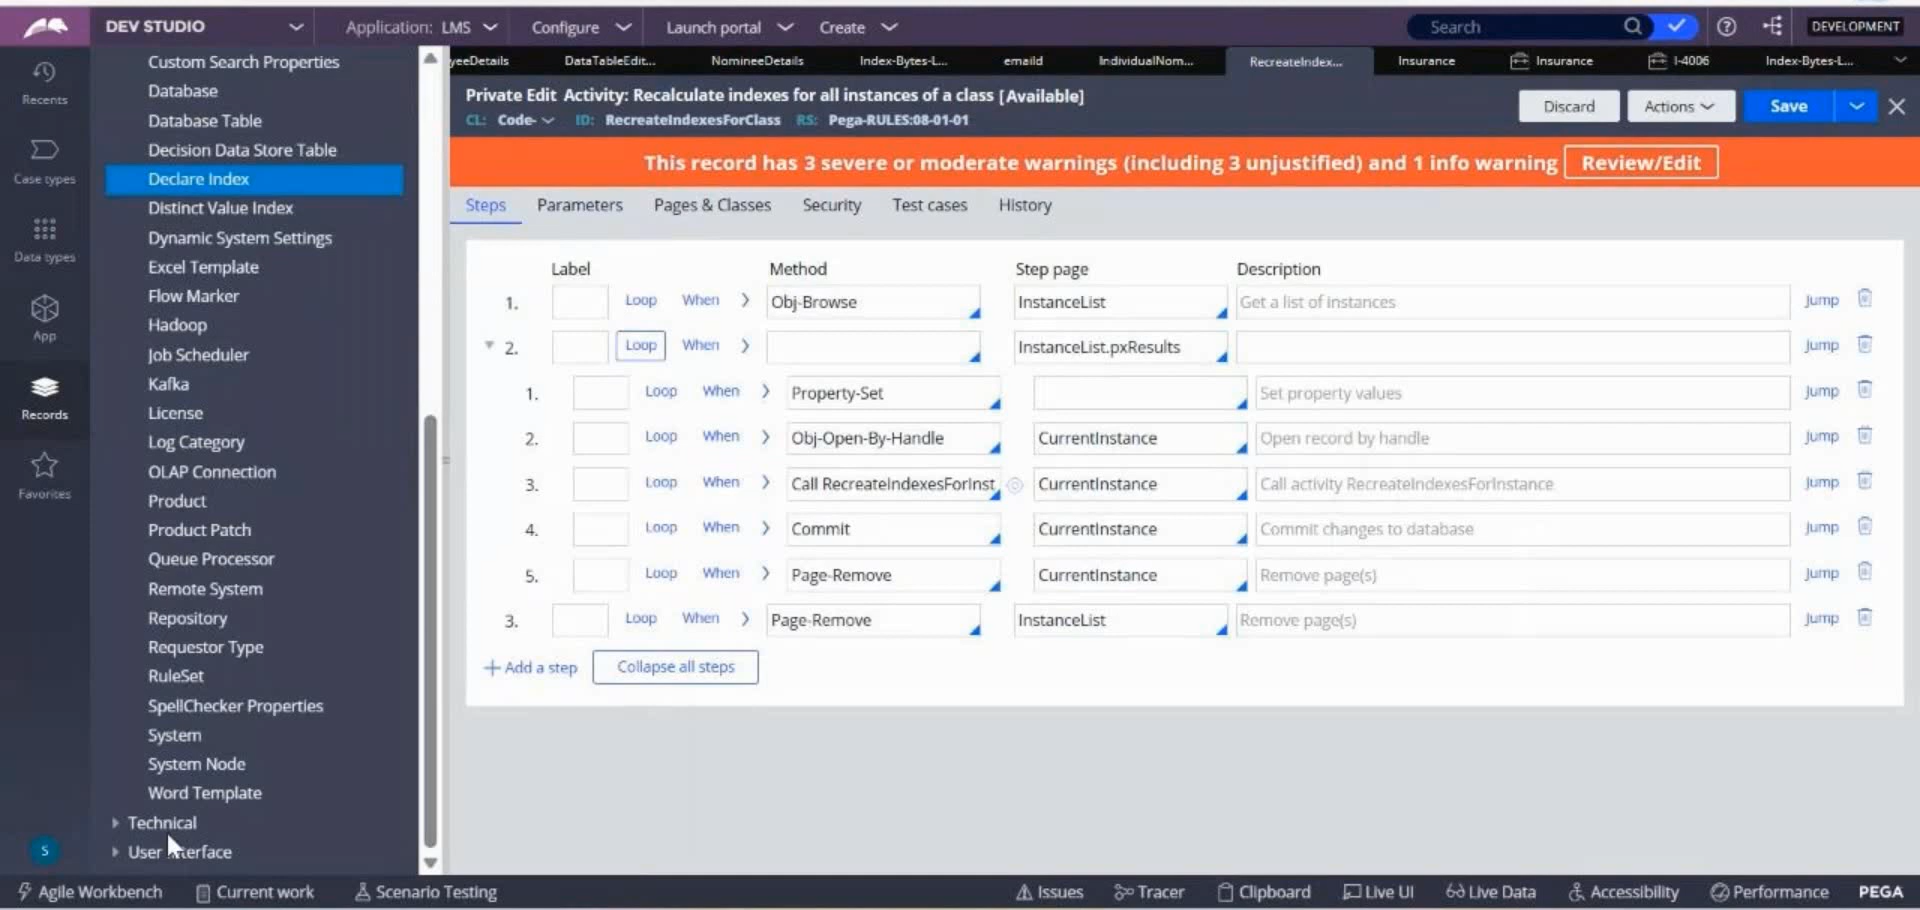 DEV STUDIO
Application: LMS
Configure
Launch portal
Create
Search
DEVELOPMENT
yeeDetails
DataTableEdit...
NomineeDetails
Index-Bytes-L...
emaild
IndividualNom...
RecreateIndex...
Insurance
Insurance
I-4006
Index-Bytes-L...
Recents
Case types
Data types
App
Records
Favorites
S
Custom Search Properties
Database
Database Table
Decision Data Store Table
Declare Index
Distinct Value Index
Dynamic System Settings
Excel Template
Flow Marker
Hadoop
Job Scheduler
Kafka
License
Log Category
OLAP Connection
Product
Product Patch
Queue Processor
Remote System
Repository
Requestor Type
RuleSet
SpellChecker Properties
System
System Node
Word Template
Technical
User Interface
Private Edit Activity: Recalculate indexes for all instances of a class [Available]
CL: Code- ID: RecreateIndexesForClass RS: Pega-RULES:08-01-01
Discard
Actions
Save
This record has 3 severe or moderate warnings (including 3 unjustified) and 1 info warning Review/Edit
Steps Parameters Pages & Classes Security Test cases History
Label Method Step page Description
1. Loop When Obj-Browse InstanceList Get a list of instances Jump
2. Loop When InstanceList.pxResults Jump
1. Loop When Property-Set Set property values Jump
2. Loop When Obj-Open-By-Handle CurrentInstance Open record by handle Jump
3. Loop When Call RecreateIndexesForInst CurrentInstance Call activity RecreateIndexesForInstance Jump
4. Loop When Commit CurrentInstance Commit changes to database Jump
5. Loop When Page-Remove CurrentInstance Remove page(s) Jump
3. Loop When Page-Remove InstanceList Remove page(s) Jump
+ Add a step Collapse all steps
Agile Workbench Current work Scenario Testing Issues Tracer Clipboard Live UI Live Data Accessibility Performance PEGA